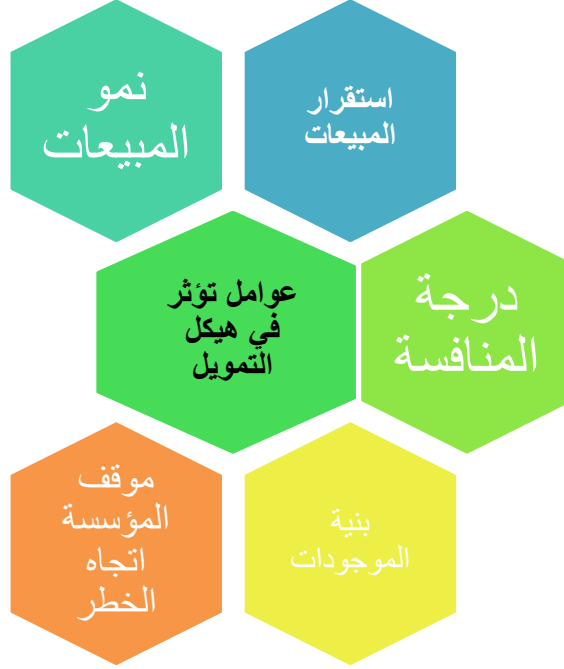 استقرار
المبيعات
نمو
المبيعات
درجة
المنافسة
عوامل تؤثر
في هيكل
التمويل
بنية
الموجودات
موقف
المؤسسة
اتجاه
الخطر